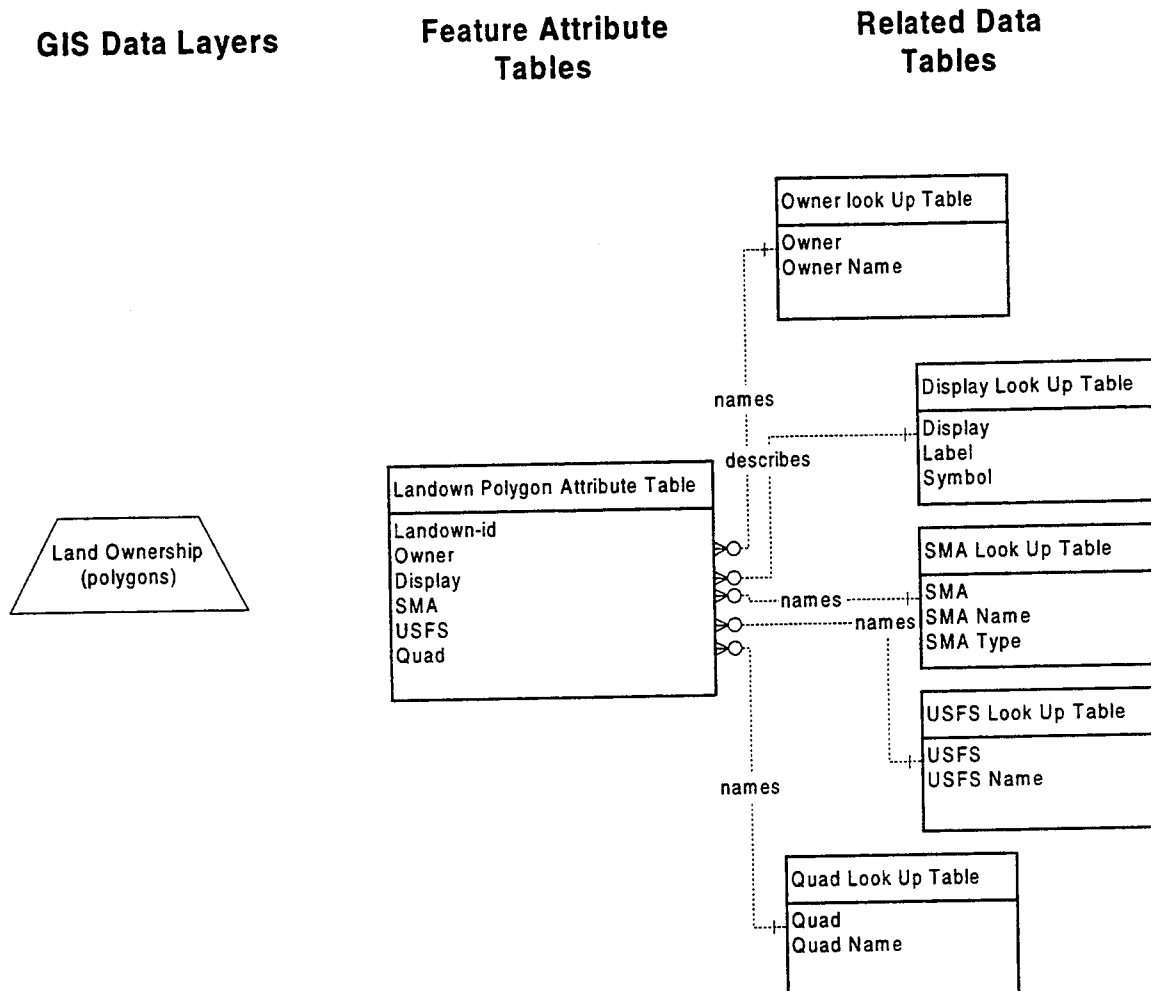 GIS Data Layers
Feature Attribute
Tables
Related Data
Tables
Owner look Up Table
Owner
Owner Name
names
Display Look Up Table
Display
Label
Symbol
describes
Landown Polygon Attribute Table
Landown-id
Owner
Display
SMA
USFS
Quad
Land Ownership
(polygons)
SMA Look Up Table
SMA
SMA Name
SMA Type
names
names
USFS Look Up Table
USFS
USFS Name
names
Quad Look Up Table
Quad
Quad Name